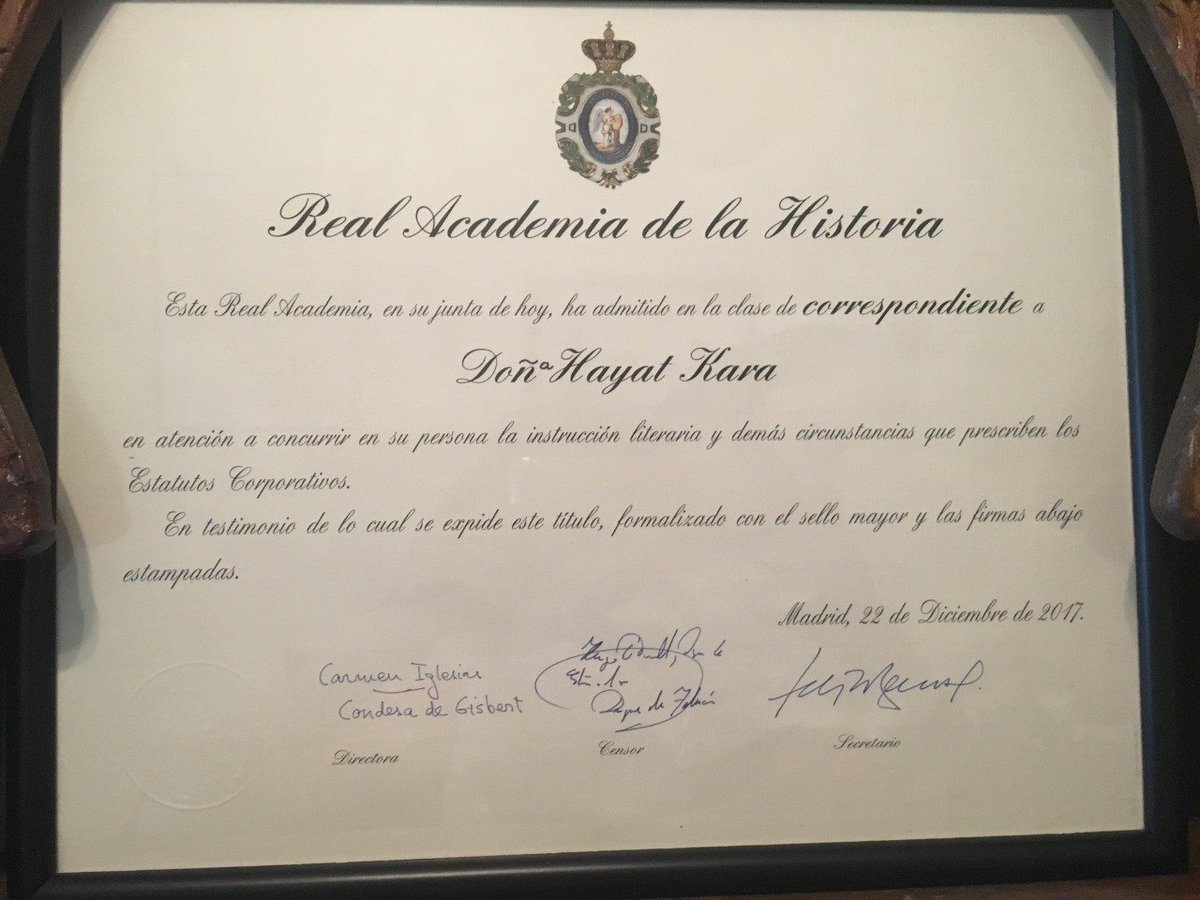 Real Academia de la Historia
Esta Real Academia, en su junta de hoy, ha admitido en la clase de correspondiente a
Doñª Hayat Kara
en atención a concurrir en su persona la instrucción literaria y demás circunstancias que prescriben los
Estatutos Corporativos.
En testimonio de lo cual se expide este título, formalizado con el sello mayor y las firmas abajo
estampadas.
Madrid, 22 de Diciembre de 2017.
Carmen Iglesias
Condesa de Gisbert
Directora
Censor
Secretario